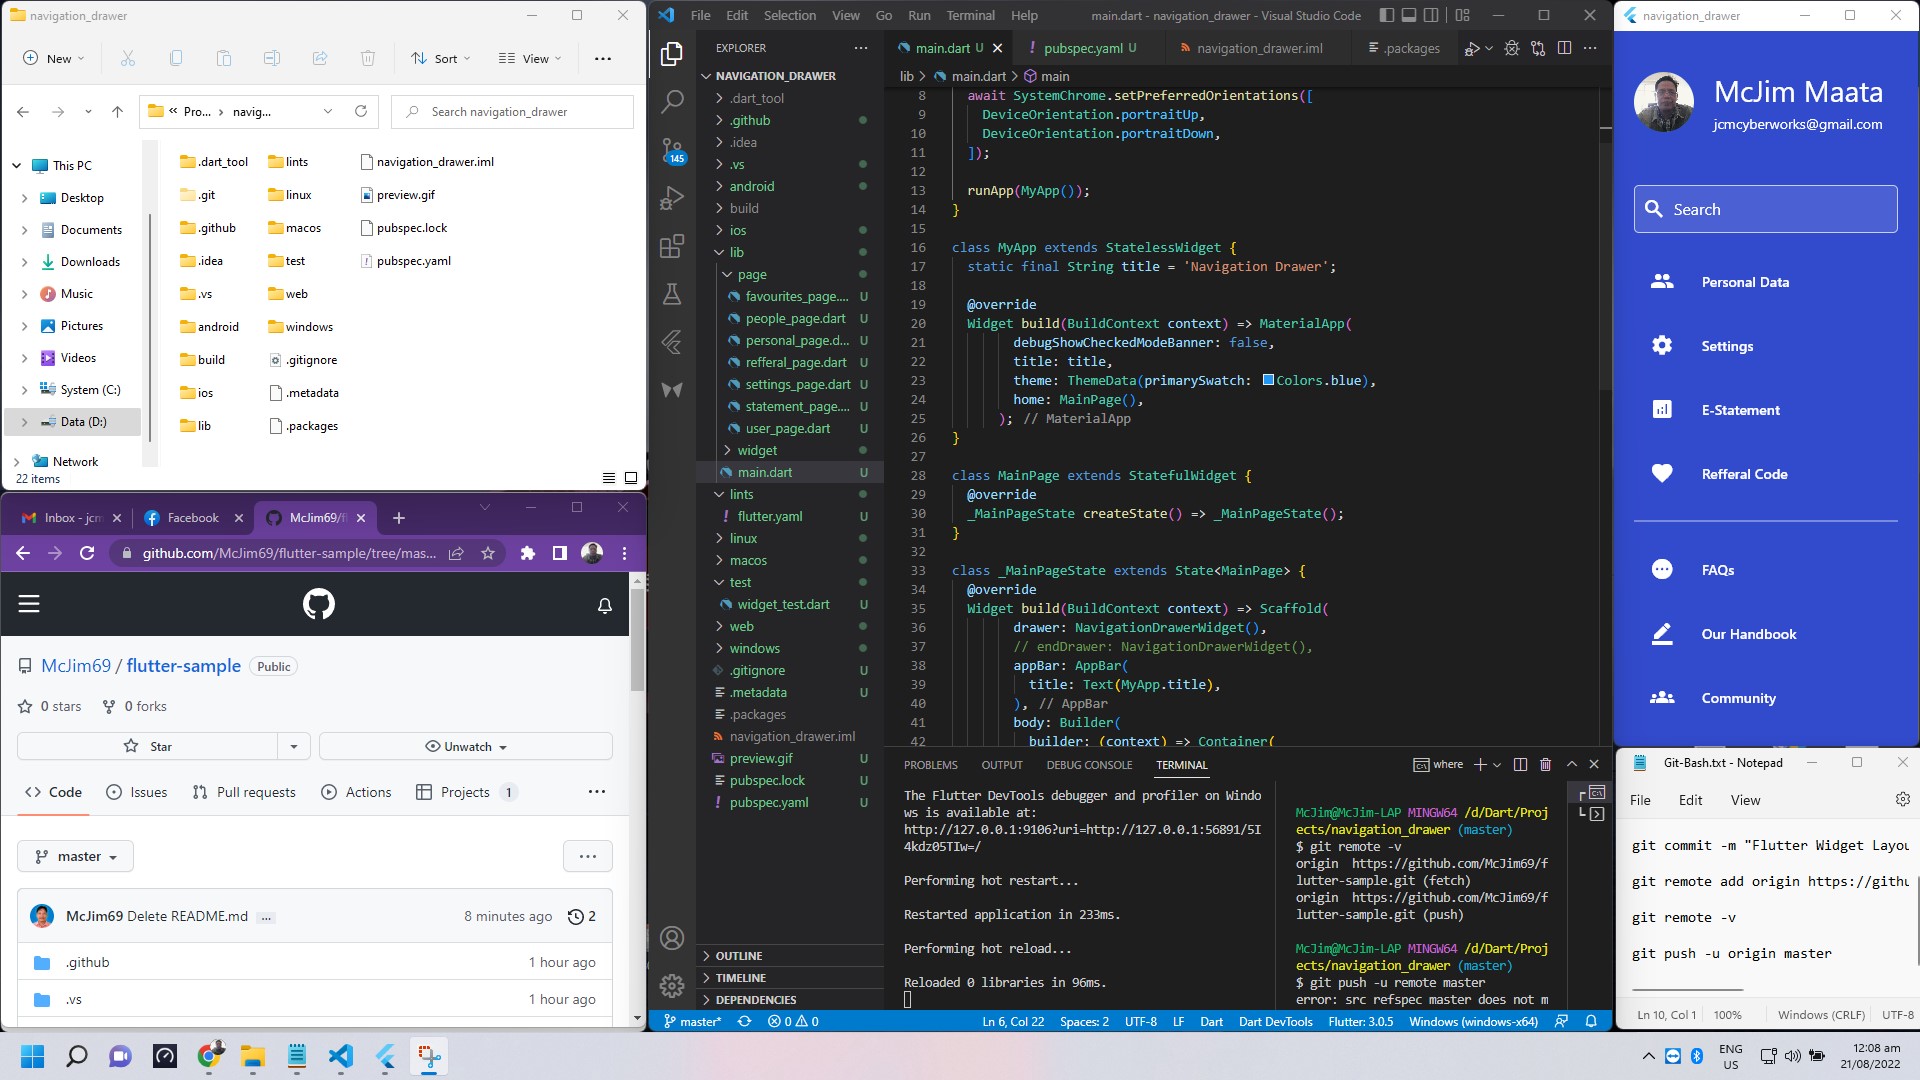 navigation_drawer
New
Sort
View
Pro... navig...
Search navigation_drawer
This PC
Desktop
Documents
Downloads
Music
Pictures
Videos
System (C:)
Data (D:)
Network
.dart_tool
.git
.github
.idea
.vs
android
build
ios
lib
lints
linux
macos
test
web
windows
.gitignore
.metadata
.packages
navigation_drawer.iml
preview.gif
pubspec.lock
pubspec.yaml
22 items
Inbox - jcm
Facebook
McJim69/fl
github.com/McJim69/flutter-sample/tree/mas...
McJim69 / flutter-sample Public
0 stars 0 forks
Star
Unwatch
Code Issues Pull requests Actions Projects 1
master
McJim69 Delete README.md ... 8 minutes ago 2
.github 1 hour ago
.vs 1 hour ago
File Edit Selection View Go Run Terminal Help
main.dart - navigation_drawer - Visual Studio Code
EXPLORER
NAVIGATION_DRAWER
.dart_tool
.github
.idea
.vs
android
build
ios
lib
page
favourites_page.... U
people_page.dart U
personal_page.d... U
refferal_page.dart U
settings_page.dart U
statement_page.... U
user_page.dart U
widget
main.dart U
lints
! flutter.yaml U
linux
macos
test
widget_test.dart U
web
windows
.gitignore U
.metadata U
.packages
navigation_drawer.iml
preview.gif U
pubspec.lock U
! pubspec.yaml U
OUTLINE
TIMELINE
DEPENDENCIES
145
main.dart U
! pubspec.yaml U
navigation_drawer.iml
.packages
lib > main.dart > main
8 await SystemChrome.setPreferredOrientations([
9 DeviceOrientation.portraitUp,
10 DeviceOrientation.portraitDown,
11 ]);
12
13 runApp(MyApp());
14 }
15
16 class MyApp extends StatelessWidget {
17 static final String title = 'Navigation Drawer';
18
19 @override
20 Widget build(BuildContext context) => MaterialApp(
21 debugShowCheckedModeBanner: false,
22 title: title,
23 theme: ThemeData(primarySwatch: Colors.blue),
24 home: MainPage(),
25 ); // MaterialApp
26 }
27
28 class MainPage extends StatefulWidget {
29 @override
30 _MainPageState createState() => _MainPageState();
31 }
32
33 class _MainPageState extends State<MainPage> {
34 @override
35 Widget build(BuildContext context) => Scaffold(
36 drawer: NavigationDrawerWidget(),
37 // endDrawer: NavigationDrawerWidget(),
38 appBar: AppBar(
39 title: Text(MyApp.title),
40 ), // AppBar
41 body: Builder(
42 builder: (context) => Container(
PROBLEMS OUTPUT DEBUG CONSOLE TERMINAL
where
The Flutter DevTools debugger and profiler on Windo
ws is available at:
http://127.0.0.1:9106?uri=http://127.0.0.1:56891/5I
4kdz05TIw=/
Performing hot restart...
Restarted application in 233ms.
Performing hot reload...
Reloaded 0 libraries in 96ms.
McJim@McJim-LAP MINGW64 /d/Dart/Proj
ects/navigation_drawer (master)
$ git remote -v
origin https://github.com/McJim69/f
lutter-sample.git (fetch)
origin https://github.com/McJim69/f
lutter-sample.git (push)
McJim@McJim-LAP MINGW64 /d/Dart/Proj
ects/navigation_drawer (master)
$ git push -u remote master
error: src refspec master does not m
master* 0 0 Ln 6, Col 22 Spaces: 2 UTF-8 LF Dart Dart DevTools Flutter: 3.0.5 Windows (windows-x64)
navigation_drawer
McJim Maata
jcmcyberworks@gmail.com
Search
Personal Data
Settings
E-Statement
Refferal Code
FAQs
Our Handbook
Community
Git-Bash.txt - Notepad
File Edit View
git commit -m "Flutter Widget Layou
git remote add origin https://githu
git remote -v
git push -u origin master
Ln 10, Col 1 100% Windows (CRLF) UTF-8
ENG
US
12:08 am
21/08/2022